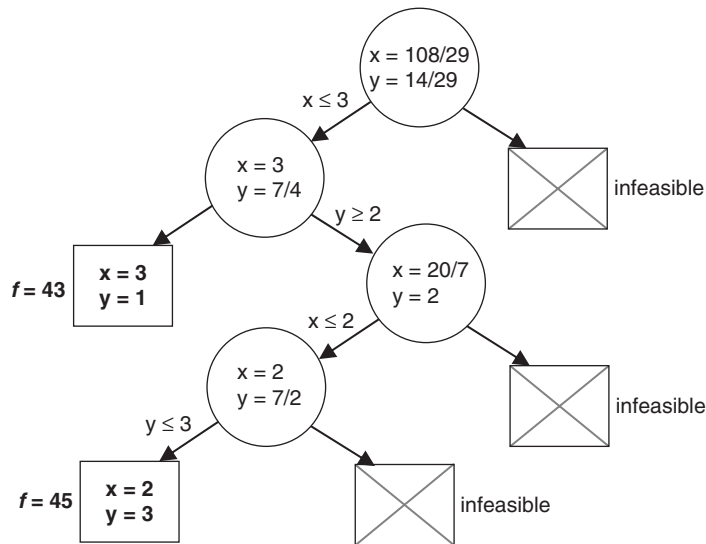 x = 108/29
y = 14/29
x ≤ 3
infeasible
x = 3
y = 7/4
y ≥ 2
f = 43
x = 3
y = 1
x = 20/7
y = 2
x ≤ 2
infeasible
x = 2
y = 7/2
y ≤ 3
f = 45
x = 2
y = 3
infeasible